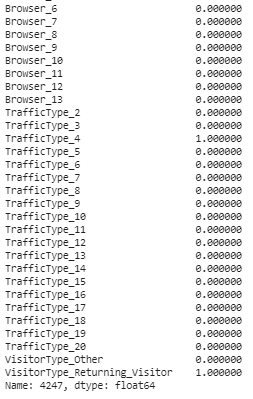 Browser_6 0.000000
Browser_7 0.000000
Browser_8 0.000000
Browser_9 0.000000
Browser_10 0.000000
Browser_11 0.000000
Browser_12 0.000000
Browser_13 0.000000
TrafficType_2 0.000000
TrafficType_3 0.000000
TrafficType_4 1.000000
TrafficType_5 0.000000
TrafficType_6 0.000000
TrafficType_7 0.000000
TrafficType_8 0.000000
TrafficType_9 0.000000
TrafficType_10 0.000000
TrafficType_11 0.000000
TrafficType_12 0.000000
TrafficType_13 0.000000
TrafficType_14 0.000000
TrafficType_15 0.000000
TrafficType_16 0.000000
TrafficType_17 0.000000
TrafficType_18 0.000000
TrafficType_19 0.000000
TrafficType_20 0.000000
VisitorType_Other 0.000000
VisitorType_Returning_Visitor 1.000000
Name: 4247, dtype: float64